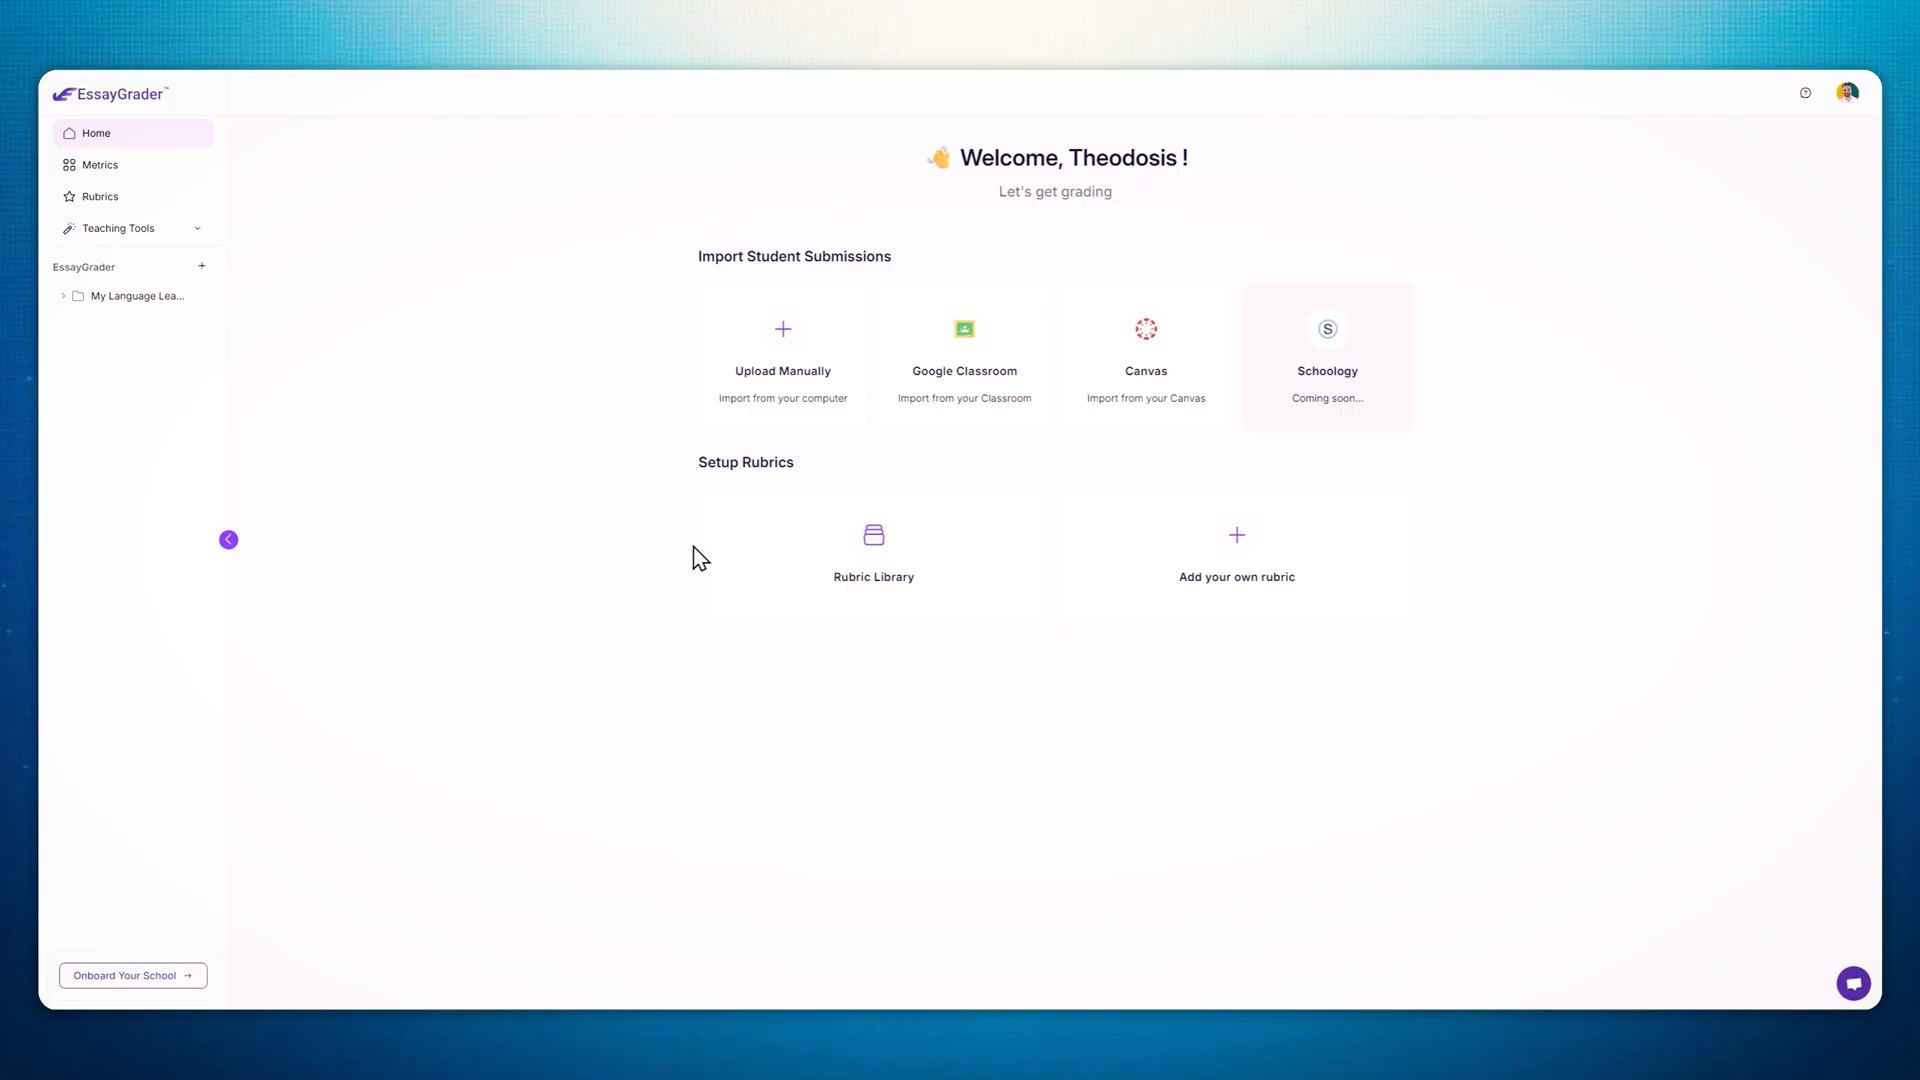 EssayGrader™
Home
Metrics
Rubrics
Teaching Tools
EssayGrader
My Language Lea...
Onboard Your School →
Welcome, Theodosis !
Let's get grading
Import Student Submissions
Upload Manually
Import from your computer
Google Classroom
Import from your Classroom
Canvas
Import from your Canvas
S
Schoology
Coming soon...
Setup Rubrics
Rubric Library
Add your own rubric